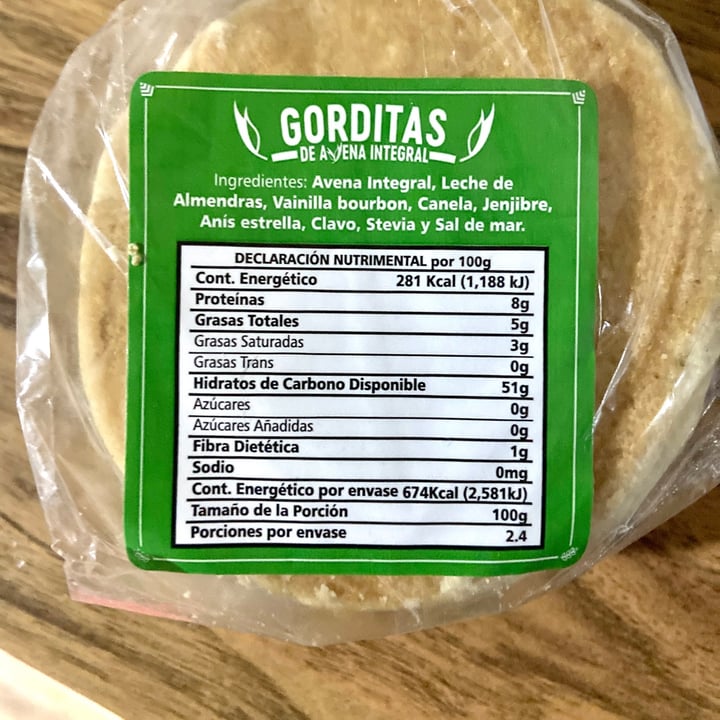 GORDITAS
DE AVENA INTEGRAL
Ingredientes: Avena Integral, Leche de
Almendras, Vainilla bourbon, Canela, Jenjibre,
Anís estrella, Clavo, Stevia y Sal de mar.
DECLARACIÓN NUTRIMENTAL por 100g
Cont. Energético 281 Kcal (1,188 kJ)
Proteínas 8g
Grasas Totales 5g
Grasas Saturadas 3g
Grasas Trans 0g
Hidratos de Carbono Disponible 51g
Azúcares 0g
Azúcares Añadidas 0g
Fibra Dietética 1g
Sodio 0mg
Cont. Energético por envase 674Kcal (2,581kJ)
Tamaño de la Porción 100g
Porciones por envase 2.4